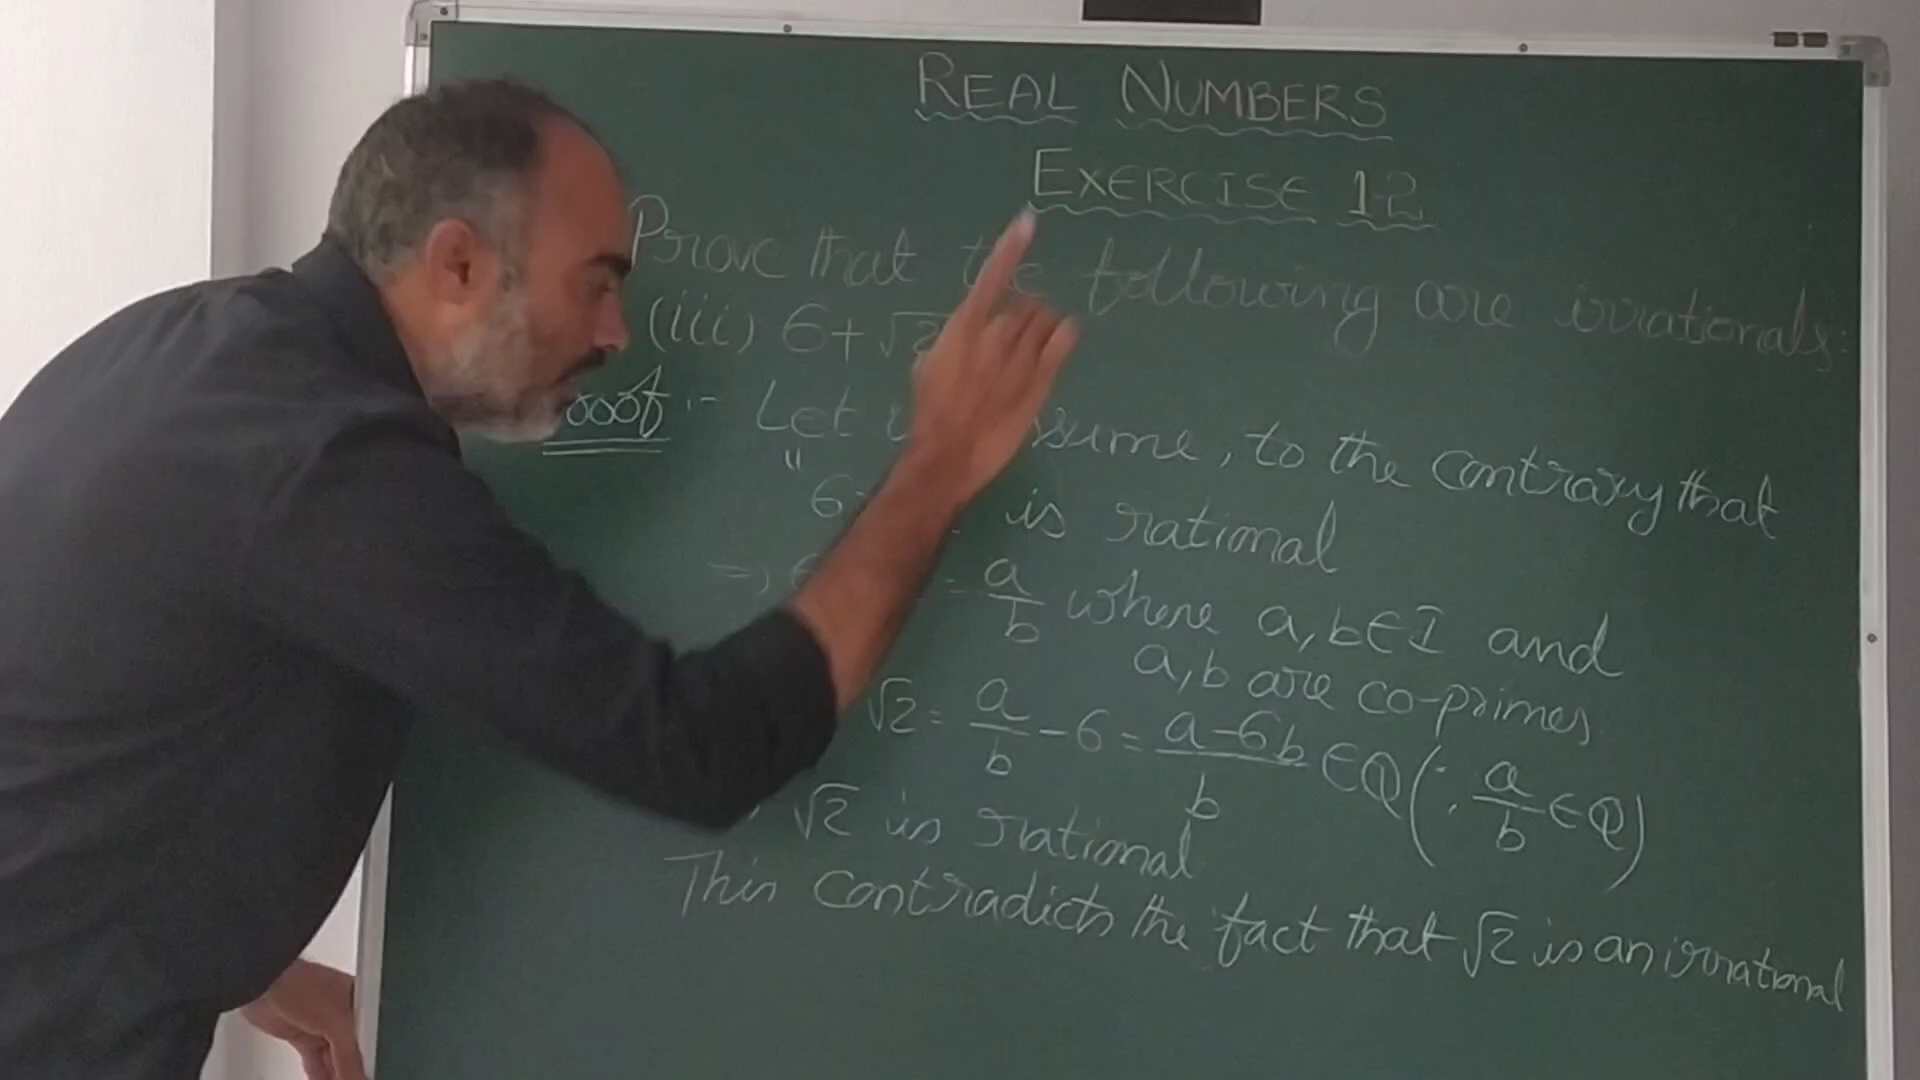 REAL NUMBERS
EXERCISE 1.2
Prove that the following are irrationals:
(iii) 6+√2
Let assume, to the contrary that
" 6 is rational
=> = a/b where a, b∈I and
a, b are co-primes
√2 = a/b - 6 = a-6b/b ∈Q (∵ a/b ∈Q)
√2 is rational
This contradicts the fact that √2 is an irrational